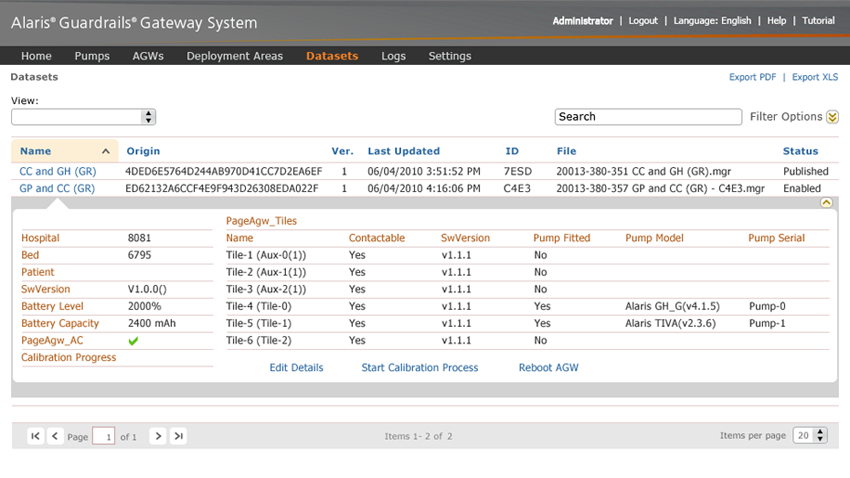 Alaris® Guardrails® Gateway System
Administrator | Logout | Language: English | Help | Tutorial
Home Pumps AGWs Deployment Areas Datasets Logs Settings
Datasets
Export PDF | Export XLS
View:
Search
Filter Options
Name Origin Ver. Last Updated ID File Status
CC and GH (GR) 4DED6E5764D244AB970D41CC7D2EA6EF 1 06/04/2010 3:51:52 PM 7ESD 20013-380-351 CC and GH (GR).mgr Published
GP and CC (GR) ED62132A6CCF4E9F943D26308EDA022F 1 06/04/2010 4:16:06 PM C4E3 20013-380-357 GP and CC (GR) - C4E3.mgr Enabled
PageAgw_Tiles
Hospital 8081 Name Contactable SwVersion Pump Fitted Pump Model Pump Serial
Bed 6795 Tile-1 (Aux-0(1)) Yes v1.1.1 No
Patient Tile-2 (Aux-1(1)) Yes v1.1.1 No
SwVersion V1.0.0() Tile-3 (Aux-2(1)) Yes v1.1.1 No
Battery Level 2000% Tile-4 (Tile-0) Yes v1.1.1 Yes Alaris GH_G(v4.1.5) Pump-0
Battery Capacity 2400 mAh Tile-5 (Tile-1) Yes v1.1.1 Yes Alaris TIVA(v2.3.6) Pump-1
PageAgw_AC Tile-6 (Tile-2) Yes v1.1.1 No
Calibration Progress
Edit Details Start Calibration Process Reboot AGW
Page 1 of 1
Items 1- 2 of 2
Items per page 20